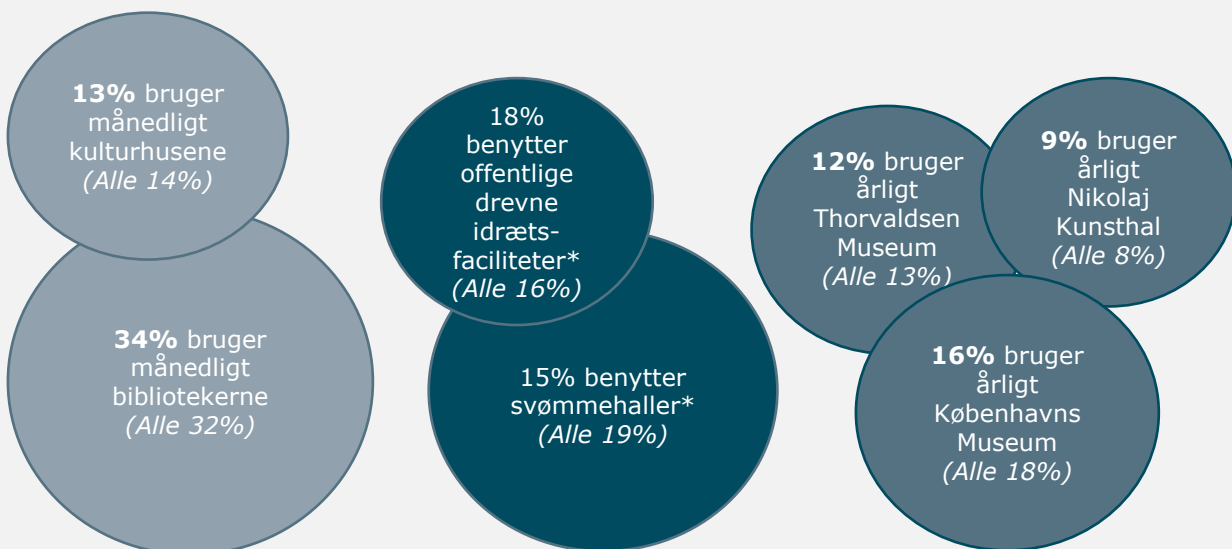 13% bruger
månedligt
kulturhusene
(Alle 14%)
34% bruger
månedligt
bibliotekerne
(Alle 32%)
18%
benytter
offentlige
drevne
idræts-
faciliteter*
(Alle 16%)
15% benytter
svømmehaller*
(Alle 19%)
12% bruger
årligt
Thorvaldsen
Museum
(Alle 13%)
9% bruger
årligt
Nikolaj
Kunsthal
(Alle 8%)
16% bruger
årligt
Københavns
Museum
(Alle 18%)